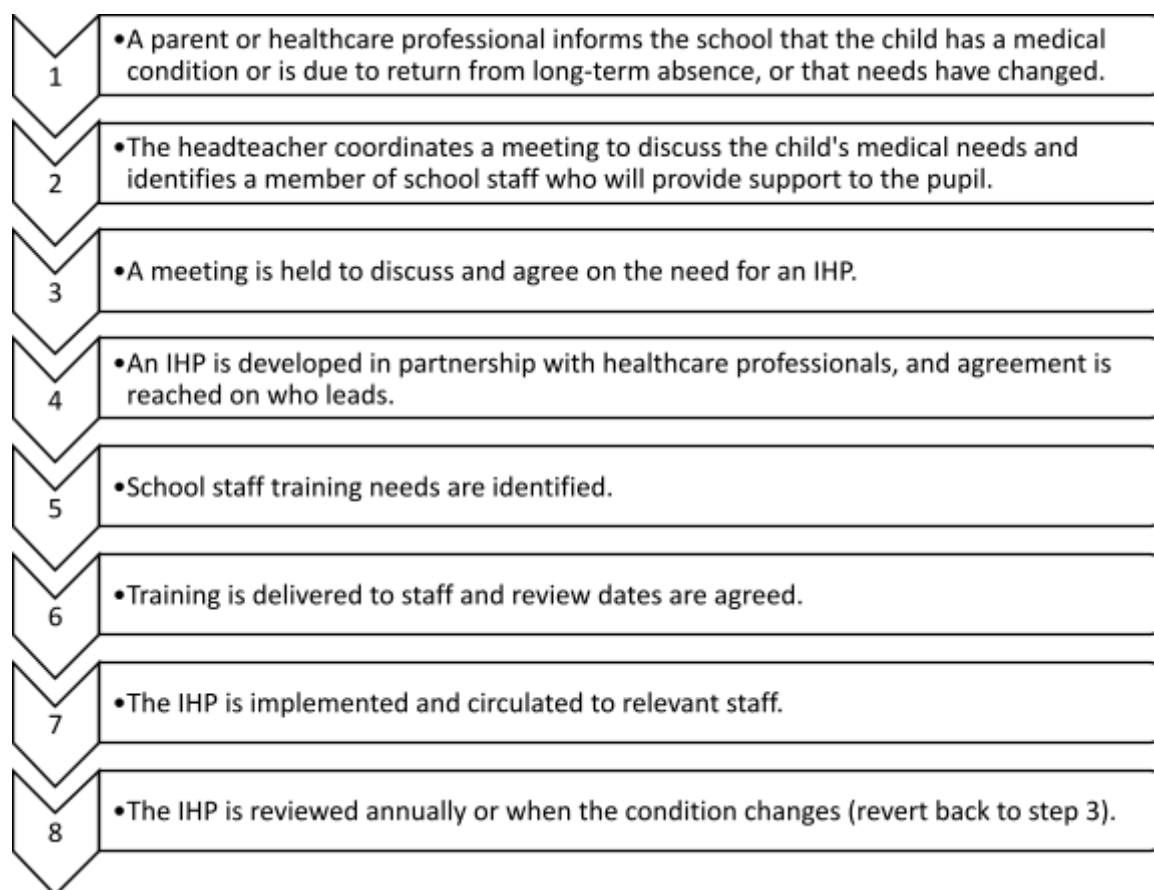 1
•A parent or healthcare professional informs the school that the child has a medical
condition or is due to return from long-term absence, or that needs have changed.
2
•The headteacher coordinates a meeting to discuss the child's medical needs and
identifies a member of school staff who will provide support to the pupil.
3
•A meeting is held to discuss and agree on the need for an IHP.
4
•An IHP is developed in partnership with healthcare professionals, and agreement is
reached on who leads.
5
•School staff training needs are identified.
6
•Training is delivered to staff and review dates are agreed.
7
•The IHP is implemented and circulated to relevant staff.
8
•The IHP is reviewed annually or when the condition changes (revert back to step 3).